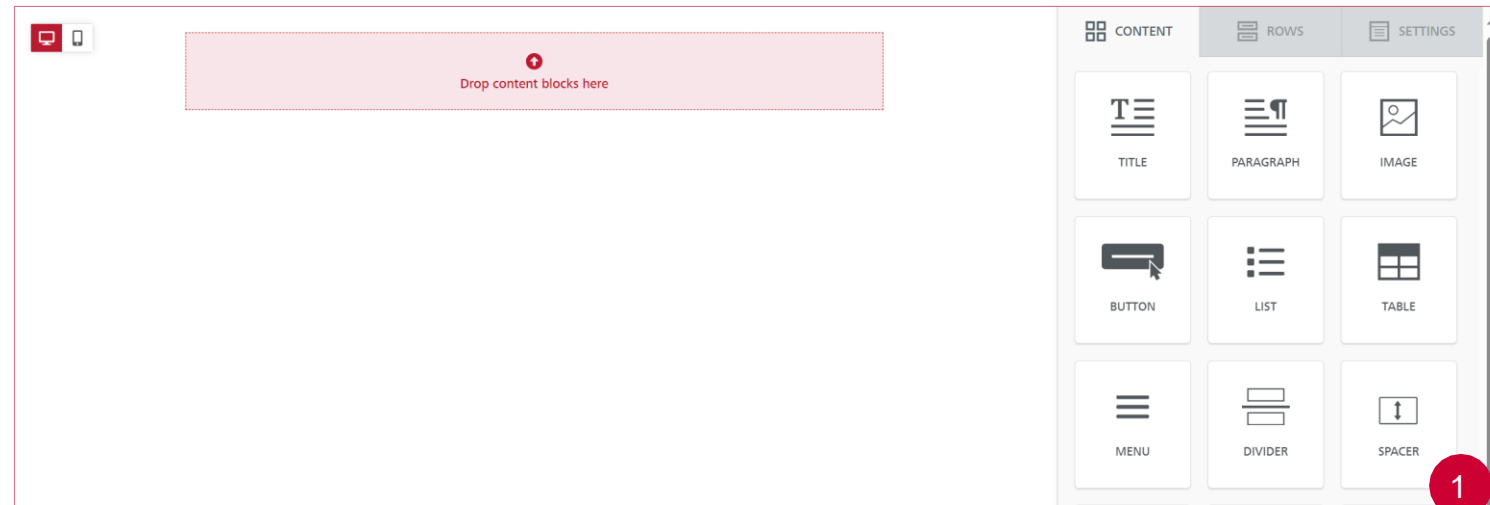 CONTENT
ROWS
SETTINGS
Drop content blocks here
TITLE
PARAGRAPH
IMAGE
BUTTON
LIST
TABLE
MENU
DIVIDER
SPACER
1